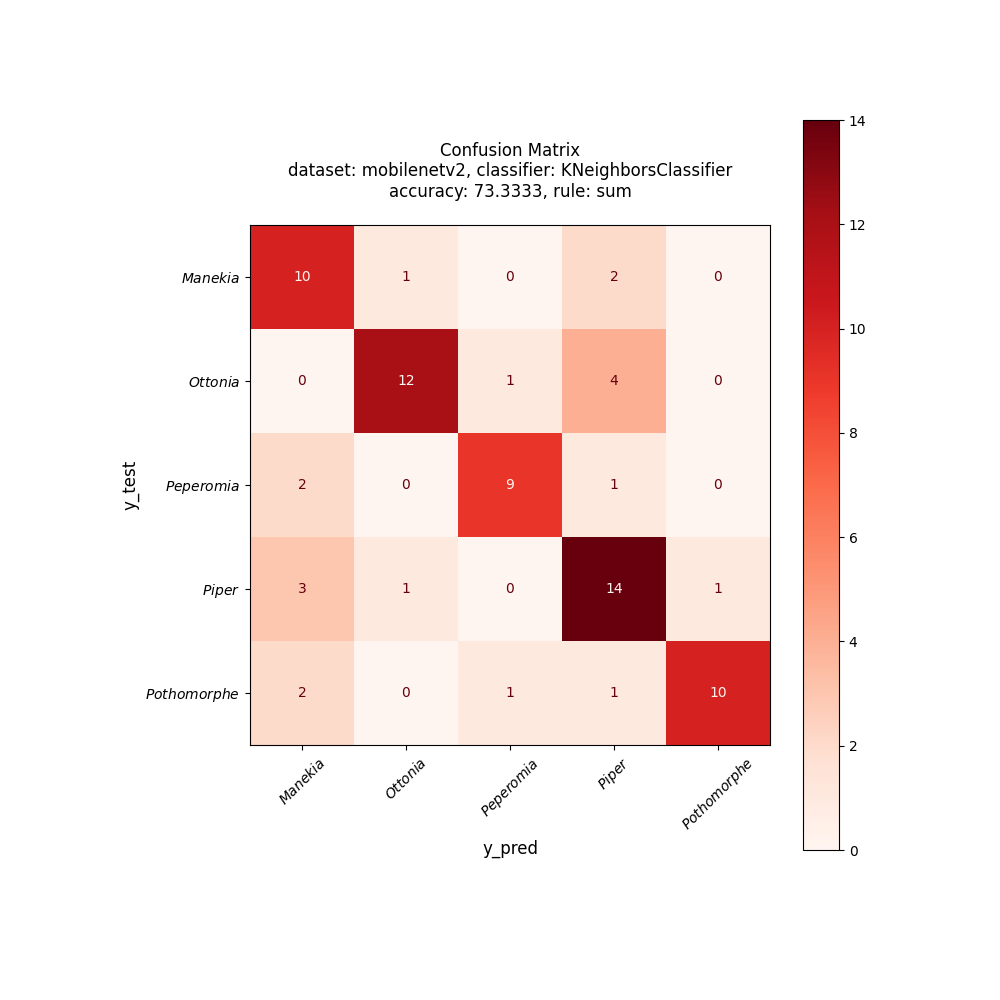 Confusion Matrix
dataset: mobilenetv2, classifier: KNeighborsClassifier
accuracy: 73.3333, rule: sum
y_test
Manekia 10 1 0 2 0
Ottonia 0 12 1 4 0
Peperomia 2 0 9 1 0
Piper 3 1 0 14 1
Pothomorphe 2 0 1 1 10
Manekia Ottonia Peperomia Piper Pothomorphe
y_pred
14
12
10
8
6
4
2
0